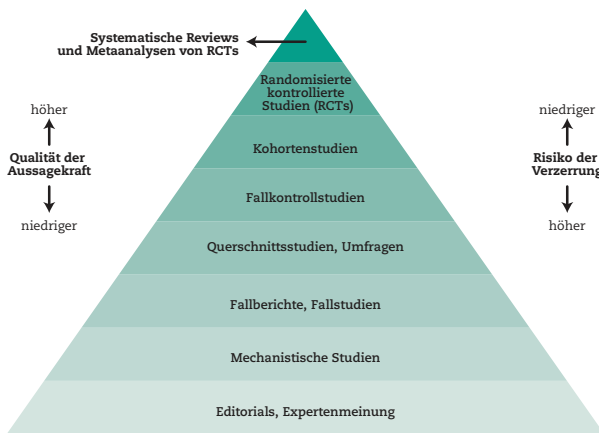 Systematische Reviews
und Metaanalysen von RCTs
Randomisierte
kontrollierte
Studien (RCTs)
höher
Qualität der
Aussagekraft
niedriger
niedriger
Risiko der
Verzerrung
höher
Kohortenstudien
Fallkontrollstudien
Querschnittsstudien, Umfragen
Fallberichte, Fallstudien
Mechanistische Studien
Editorials, Expertenmeinung